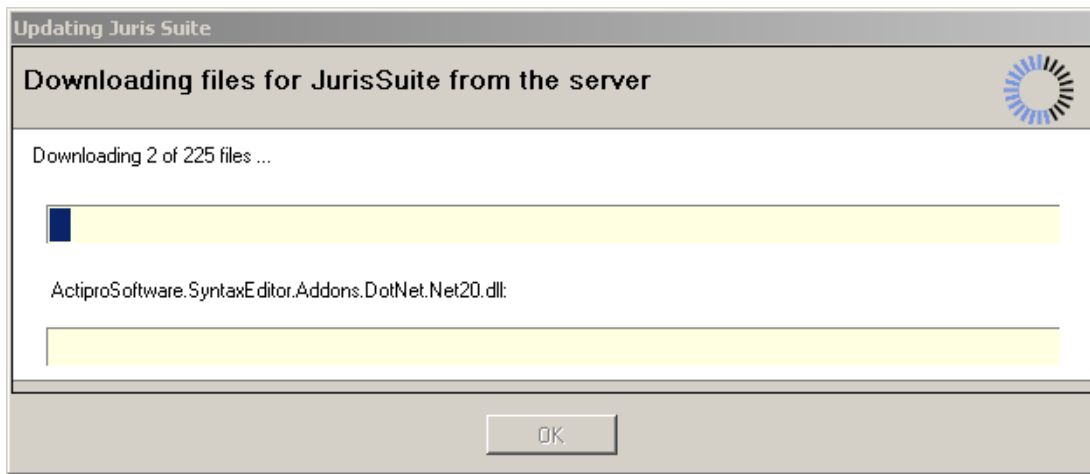 Updating Juris Suite
Downloading files for JurisSuite from the server
Downloading 2 of 225 files ...
ActiproSoftware.SyntaxEditor.Addons.DotNet.Net20.dll:
OK